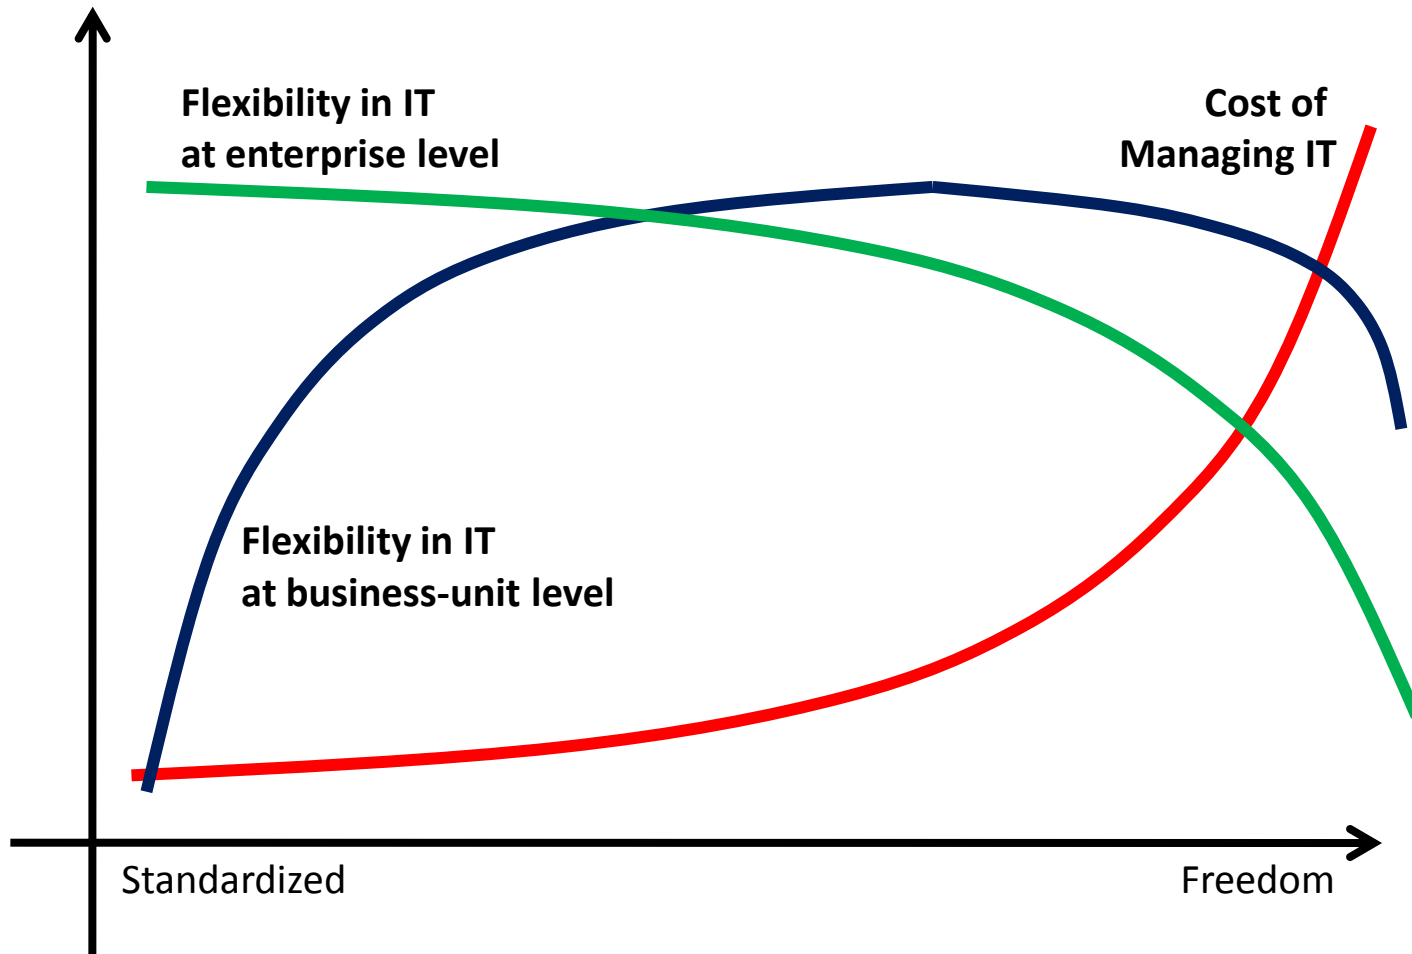 Flexibility in IT
at enterprise level
Cost of
Managing IT
Flexibility in IT
at business-unit level
Standardized
Freedom